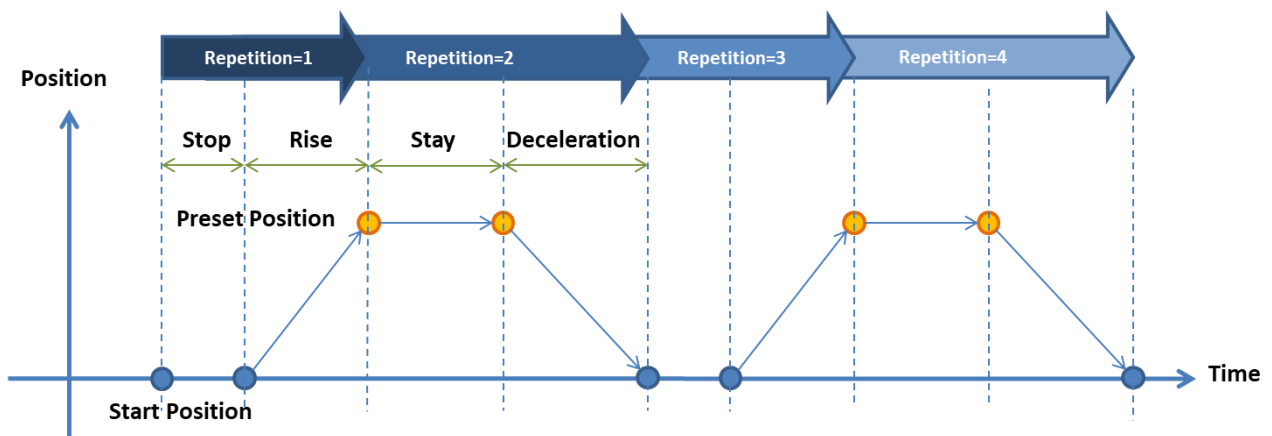 Repetition=1
Repetition=2
Repetition=3
Repetition=4
Position
Stop
Rise
Stay
Deceleration
Preset Position
Time
Start Position